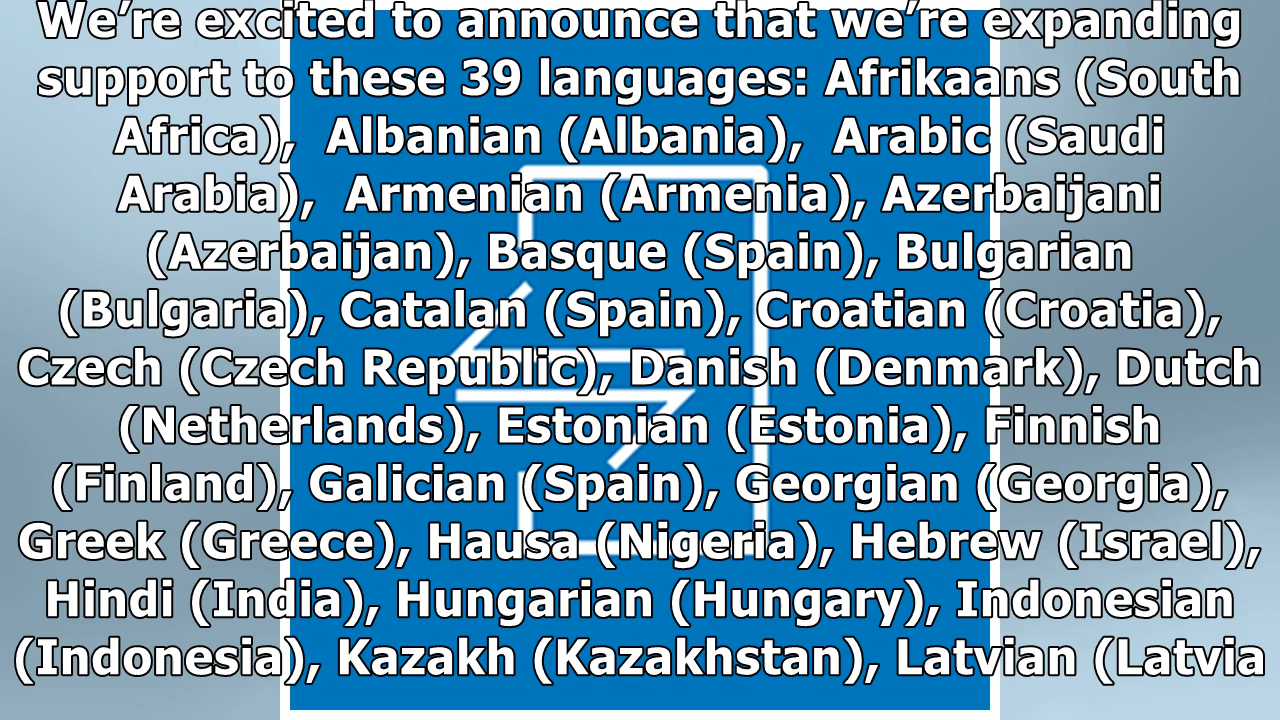 We’re excited to announce that we’re expanding
support to these 39 languages: Afrikaans (South
Africa),  Albanian (Albania),  Arabic (Saudi
Arabia),  Armenian (Armenia), Azerbaijani
(Azerbaijan), Basque (Spain), Bulgarian
(Bulgaria), Catalan (Spain), Croatian (Croatia),
Czech (Czech Republic), Danish (Denmark), Dutch
(Netherlands), Estonian (Estonia), Finnish
(Finland), Galician (Spain), Georgian (Georgia),
Greek (Greece), Hausa (Nigeria), Hebrew (Israel),
Hindi (India), Hungarian (Hungary), Indonesian
(Indonesia), Kazakh (Kazakhstan), Latvian (Latvia